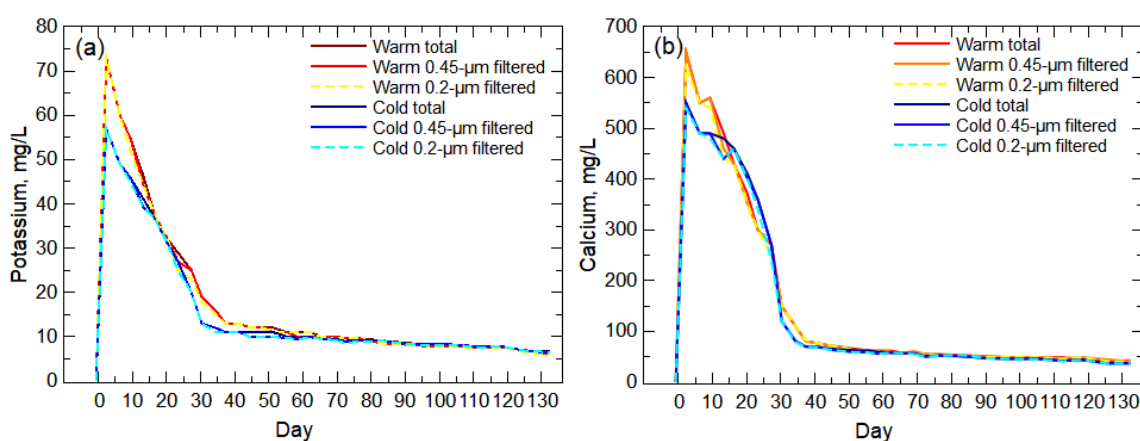 (a)
Warm total
Warm 0.45-µm filtered
Warm 0.2-µm filtered
Cold total
Cold 0.45-µm filtered
Cold 0.2-µm filtered
Potassium, mg/L
80
70
60
50
40
30
20
10
0
0 10 20 30 40 50 60 70 80 90 100 110 120 130
Day
(b)
Warm total
Warm 0.45-µm filtered
Warm 0.2-µm filtered
Cold total
Cold 0.45-µm filtered
Cold 0.2-µm filtered
Calcium, mg/L
700
600
500
400
300
200
100
0
0 10 20 30 40 50 60 70 80 90 100 110 120 130
Day